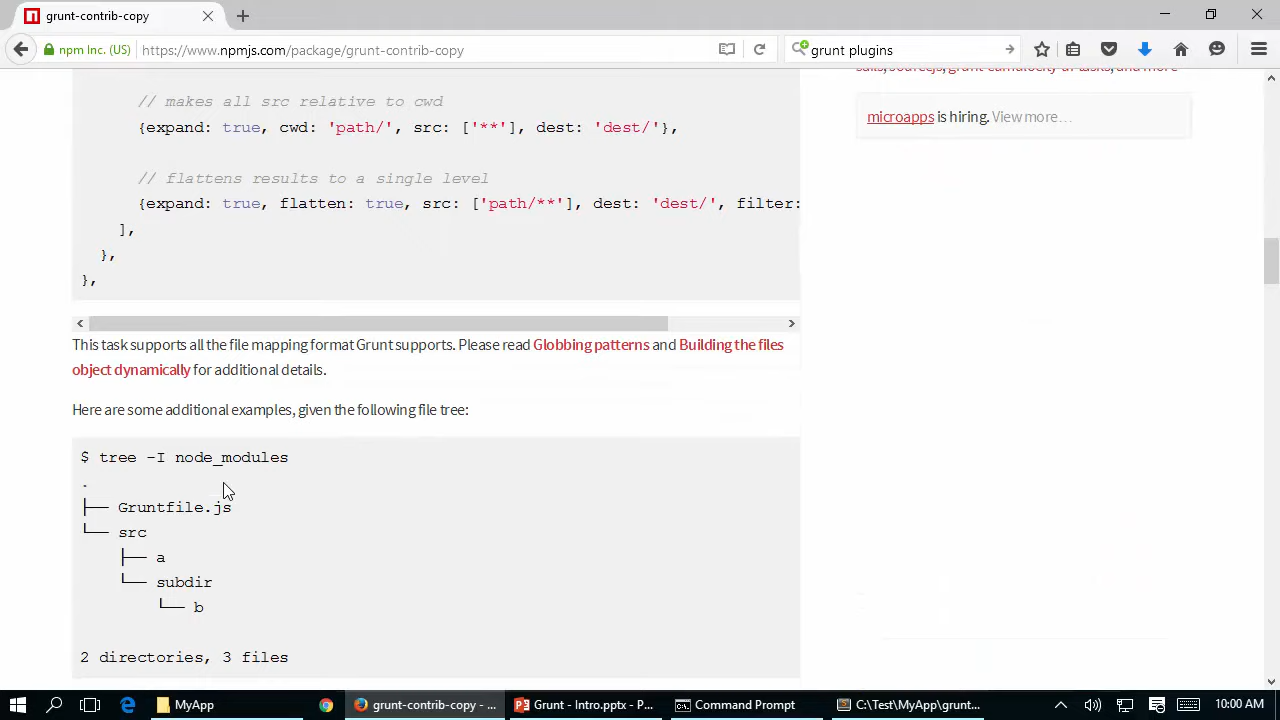 grunt-contrib-copy
npm Inc. (US)
https://www.npmjs.com/package/grunt-contrib-copy
grunt plugins
// makes all src relative to cwd
{expand: true, cwd: 'path/', src: ['**'], dest: 'dest/'},
// flattens results to a single level
{expand: true, flatten: true, src: ['path/**'], dest: 'dest/', filter:
],
},
},
This task supports all the file mapping format Grunt supports. Please read Globbing patterns and Building the files
object dynamically for additional details.
Here are some additional examples, given the following file tree:
$ tree -I node_modules
.
├── Gruntfile.js
└── src
├── a
└── subdir
└── b
2 directories, 3 files
microapps is hiring. View more…
MyApp
grunt-contrib-copy - ...
Grunt - Intro.pptx - P...
Command Prompt
C:\Test\MyApp\grunt...
10:00 AM